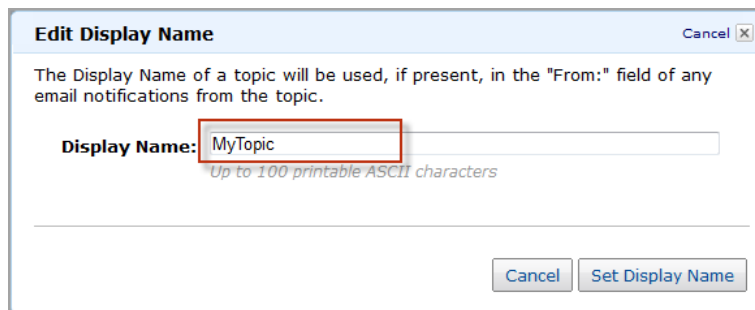 Edit Display Name
Cancel
The Display Name of a topic will be used, if present, in the "From:" field of any
email notifications from the topic.
Display Name: MyTopic
Up to 100 printable ASCII characters
Cancel Set Display Name